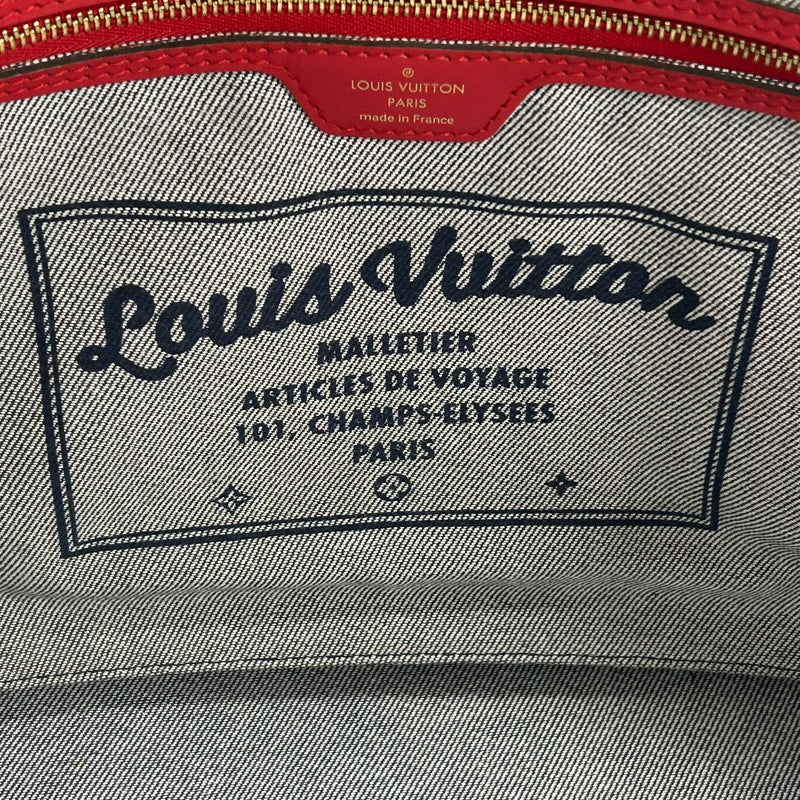 ®
LOUIS VUITTON
PARIS
made in France
Louis Vuitton
MALLETIER
ARTICLES DE VOYAGE
101, CHAMPS-ELYSEES
PARIS